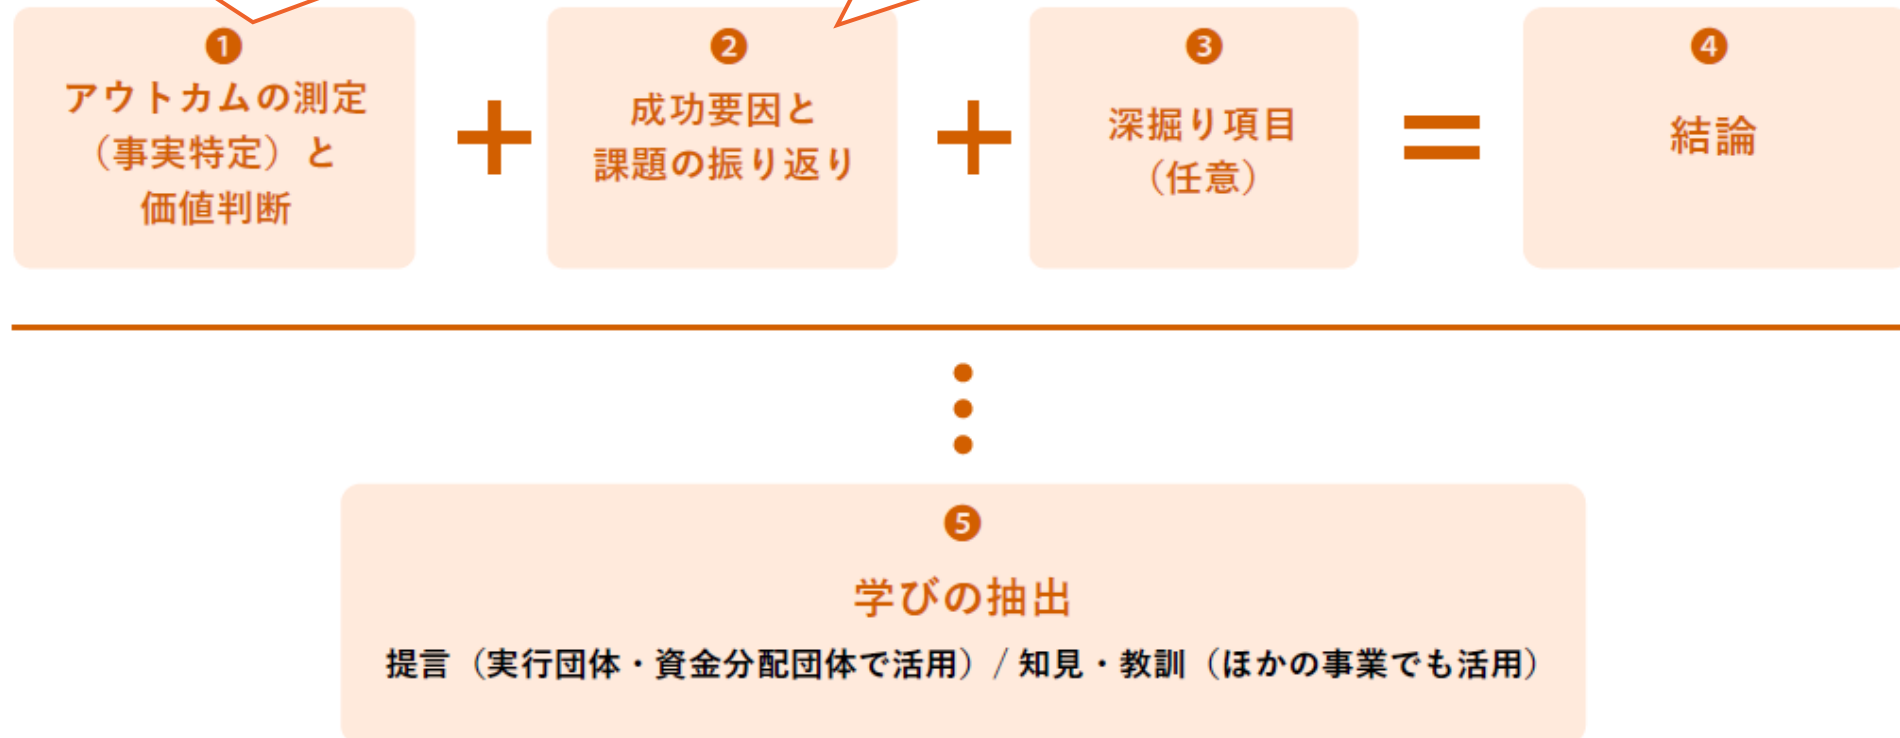 ❶
アウトカムの測定
（事実特定）と
価値判断
+
❷
成功要因と
課題の振り返り
+
❸
深掘り項目
（任意）
=
❹
結論
❺
学びの抽出
提言（実行団体・資金分配団体で活用）/ 知見・教訓（ほかの事業でも活用）